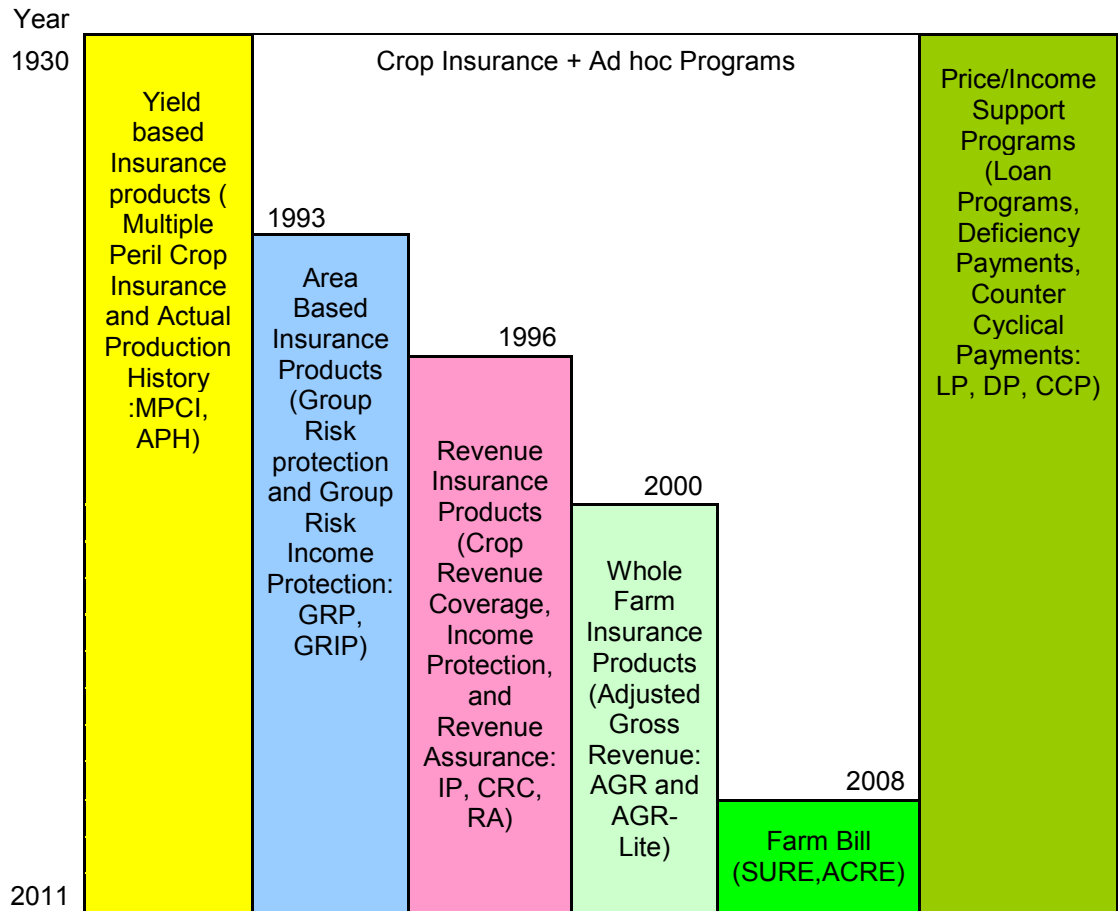 Year
1930
Crop Insurance + Ad hoc Programs
Yield
based
Insurance
products (
Multiple
Peril Crop
Insurance
and Actual
Production
History
:MPCI,
APH)
1993
Area
Based
Insurance
Products
(Group
Risk
protection
and Group
Risk
Income
Protection:
GRP,
GRIP)
1996
Revenue
Insurance
Products
(Crop
Revenue
Coverage,
Income
Protection,
and
Revenue
Assurance:
IP, CRC,
RA)
2000
Whole
Farm
Insurance
Products
(Adjusted
Gross
Revenue:
AGR and
AGR-
Lite)
2008
Farm Bill
(SURE,ACRE)
Price/Income
Support
Programs
(Loan
Programs,
Deficiency
Payments,
Counter
Cyclical
Payments:
LP, DP, CCP)
2011